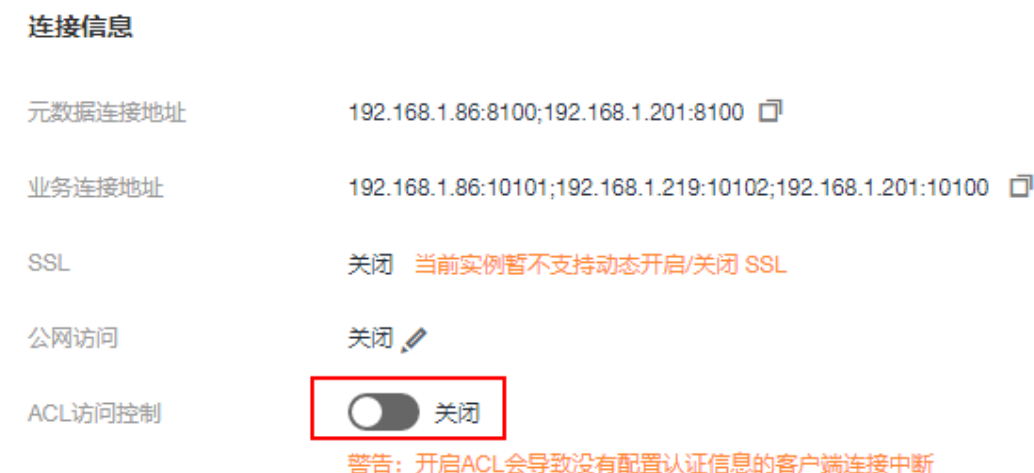 连接信息
元数据连接地址 192.168.1.86:8100;192.168.1.201:8100
业务连接地址 192.168.1.86:10101;192.168.1.219:10102;192.168.1.201:10100
SSL 关闭 当前实例暂不支持动态开启/关闭 SSL
公网访问 关闭
ACL访问控制 关闭
警告：开启ACL会导致没有配置认证信息的客户端连接中断